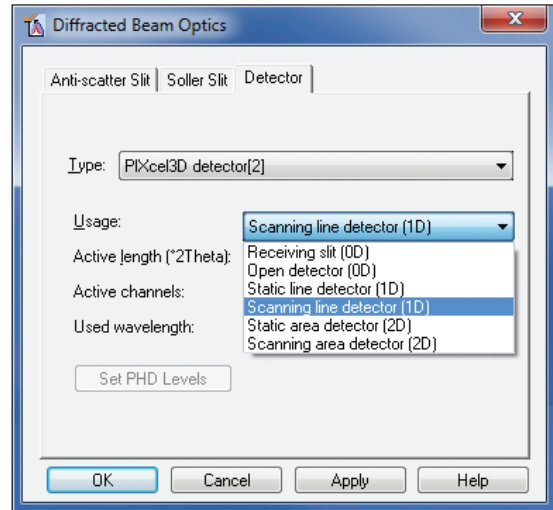 Diffracted Beam Optics
Anti-scatter Slit Soller Slit Detector
Type: PIXcel3D detector[2]
Usage: Scanning line detector (1D)
Receiving slit (0D)
Active length (*2Theta): Open detector (0D)
Static line detector (1D)
Active channels: Scanning line detector (1D)
Used wavelength: Static area detector (2D)
Scanning area detector (2D)
Set PHD Levels
OK Cancel Apply Help